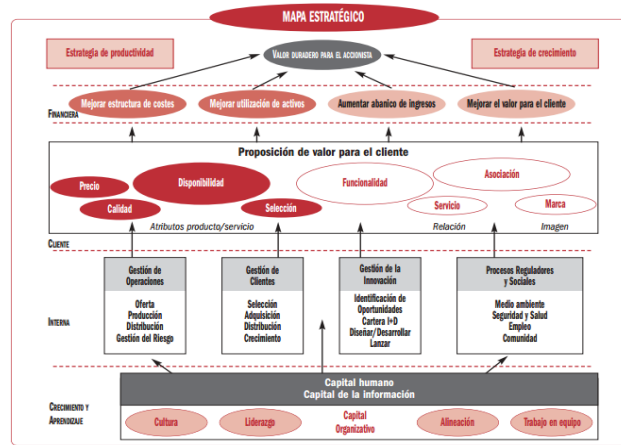 MAPA ESTRATÉGICO
Estrategia de productividad
VALOR DURADERO PARA EL ACCIONISTA
Estrategia de crecimiento
Mejorar estructura de costes
Mejorar utilización de activos
Aumentar abanico de ingresos
Mejorar el valor para el cliente
FINANCIERA
Proposición de valor para el cliente
Precio
Disponibilidad
Funcionalidad
Asociación
Calidad
Selección
Servicio
Marca
Atributos producto/servicio
Relación
Imagen
CLIENTE
Gestión de
Operaciones
Oferta
Producción
Distribución
Gestión del Riesgo
Gestión de
Clientes
Selección
Adquisición
Distribución
Crecimiento
Gestión de la
Innovación
Identificación de
Oportunidades
Cartera I+D
Diseñar/Desarrollar
Lanzar
Procesos Reguladores
y Sociales
Medio ambiente
Seguridad y Salud
Empleo
Comunidad
INTERNA
Capital humano
Capital de la información
CRECIMIENTO Y
APRENDIZAJE
Cultura
Liderazgo
Capital
Organizativo
Alineación
Trabajo en equipo